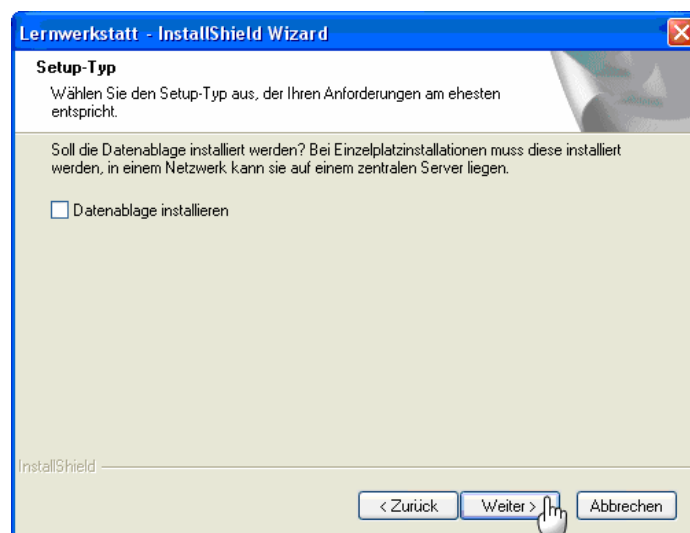 Lernwerkstatt - InstallShield Wizard
Setup-Typ
Wählen Sie den Setup-Typ aus, der Ihren Anforderungen am ehesten
entspricht.
Soll die Datenablage installiert werden? Bei Einzelplatzinstallationen muss diese installiert
werden, in einem Netzwerk kann sie auf einem zentralen Server liegen.
Datenablage installieren
InstallShield
< Zurück
Weiter >
Abbrechen